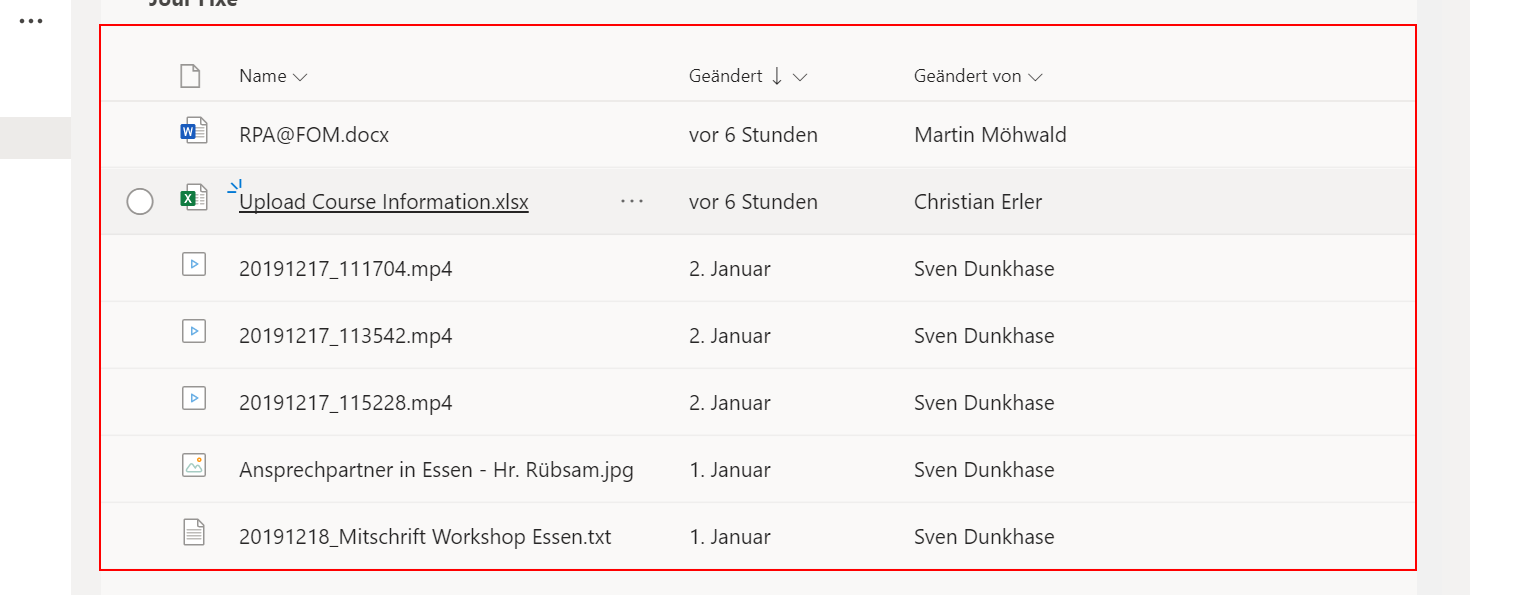 Jour Fixe
Name Geändert Geändert von
RPA@FOM.docx vor 6 Stunden Martin Möhwald
Upload Course Information.xlsx vor 6 Stunden Christian Erler
20191217_111704.mp4 2. Januar Sven Dunkhase
20191217_113542.mp4 2. Januar Sven Dunkhase
20191217_115228.mp4 2. Januar Sven Dunkhase
Ansprechpartner in Essen - Hr. Rübsam.jpg 1. Januar Sven Dunkhase
20191218_Mitschrift Workshop Essen.txt 1. Januar Sven Dunkhase